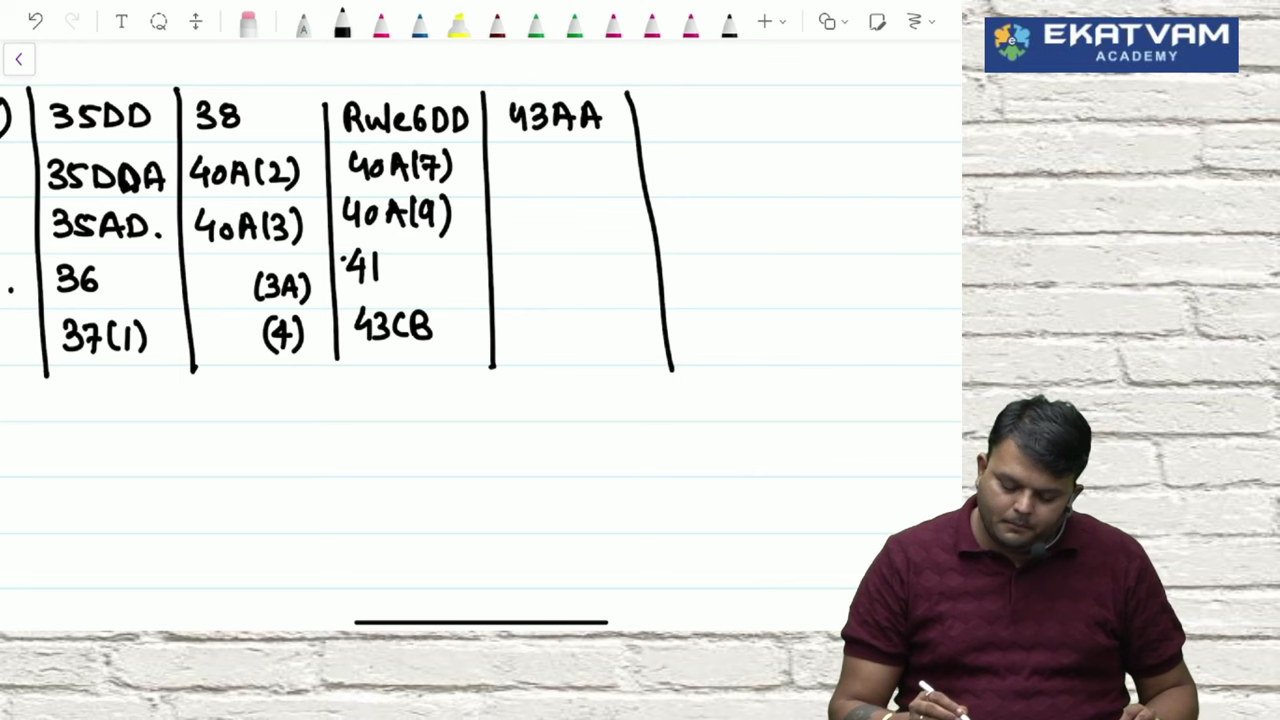 EKATVAM
ACADEMY
35DD 38 Rule6DD 43AA
35DDA 40A(2) 40A(7)
35AD. 40A(3) 40A(9)
36 (3A) 41
37(1) (4) 43CB